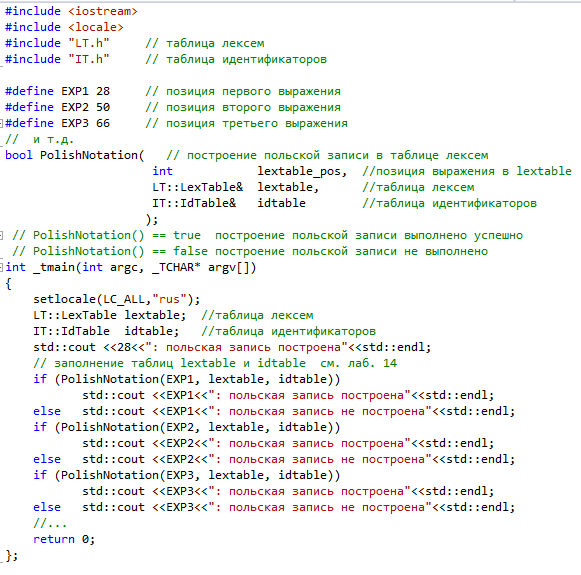 #include <iostream>
#include <locale>
#include "LT.h"     // таблица лексем
#include "IT.h"     // таблица идентификаторов
#define EXP1 28     // позиция первого выражения
#define EXP2 50     // позиция второго выражения
#define EXP3 66     // позиция третьего выражения
//  и т.д.
bool PolishNotation(   // построение польской записи в таблице лексем
                     int            lextable_pos,  //позиция выражения в lextable
                     LT::LexTable&  lextable,      //таблица лексем
                     IT::IdTable&   idtable        //таблица идентификаторов
                    );
// PolishNotation() == true  построение польской записи выполнено успешно
// PolishNotation() == false построение польской записи не выполнено
int _tmain(int argc, _TCHAR* argv[])
{
    setlocale(LC_ALL,"rus");
    LT::LexTable lextable;  //таблица лексем
    IT::IdTable  idtable;   //таблица идентификаторов
    std::cout <<28<<": польская запись построена"<<std::endl;
    // заполнение таблиц lextable и idtable  см. лаб. 14
    if (PolishNotation(EXP1, lextable, idtable))
           std::cout <<EXP1<<": польская запись построена"<<std::endl;
    else   std::cout <<EXP1<<": польская запись не построена"<<std::endl;
    if (PolishNotation(EXP2, lextable, idtable))
           std::cout <<EXP2<<": польская запись построена"<<std::endl;
    else   std::cout <<EXP2<<": польская запись не построена"<<std::endl;
    if (PolishNotation(EXP3, lextable, idtable))
           std::cout <<EXP3<<": польская запись построена"<<std::endl;
    else   std::cout <<EXP3<<": польская запись не построена"<<std::endl;
    //...
    return 0;
};